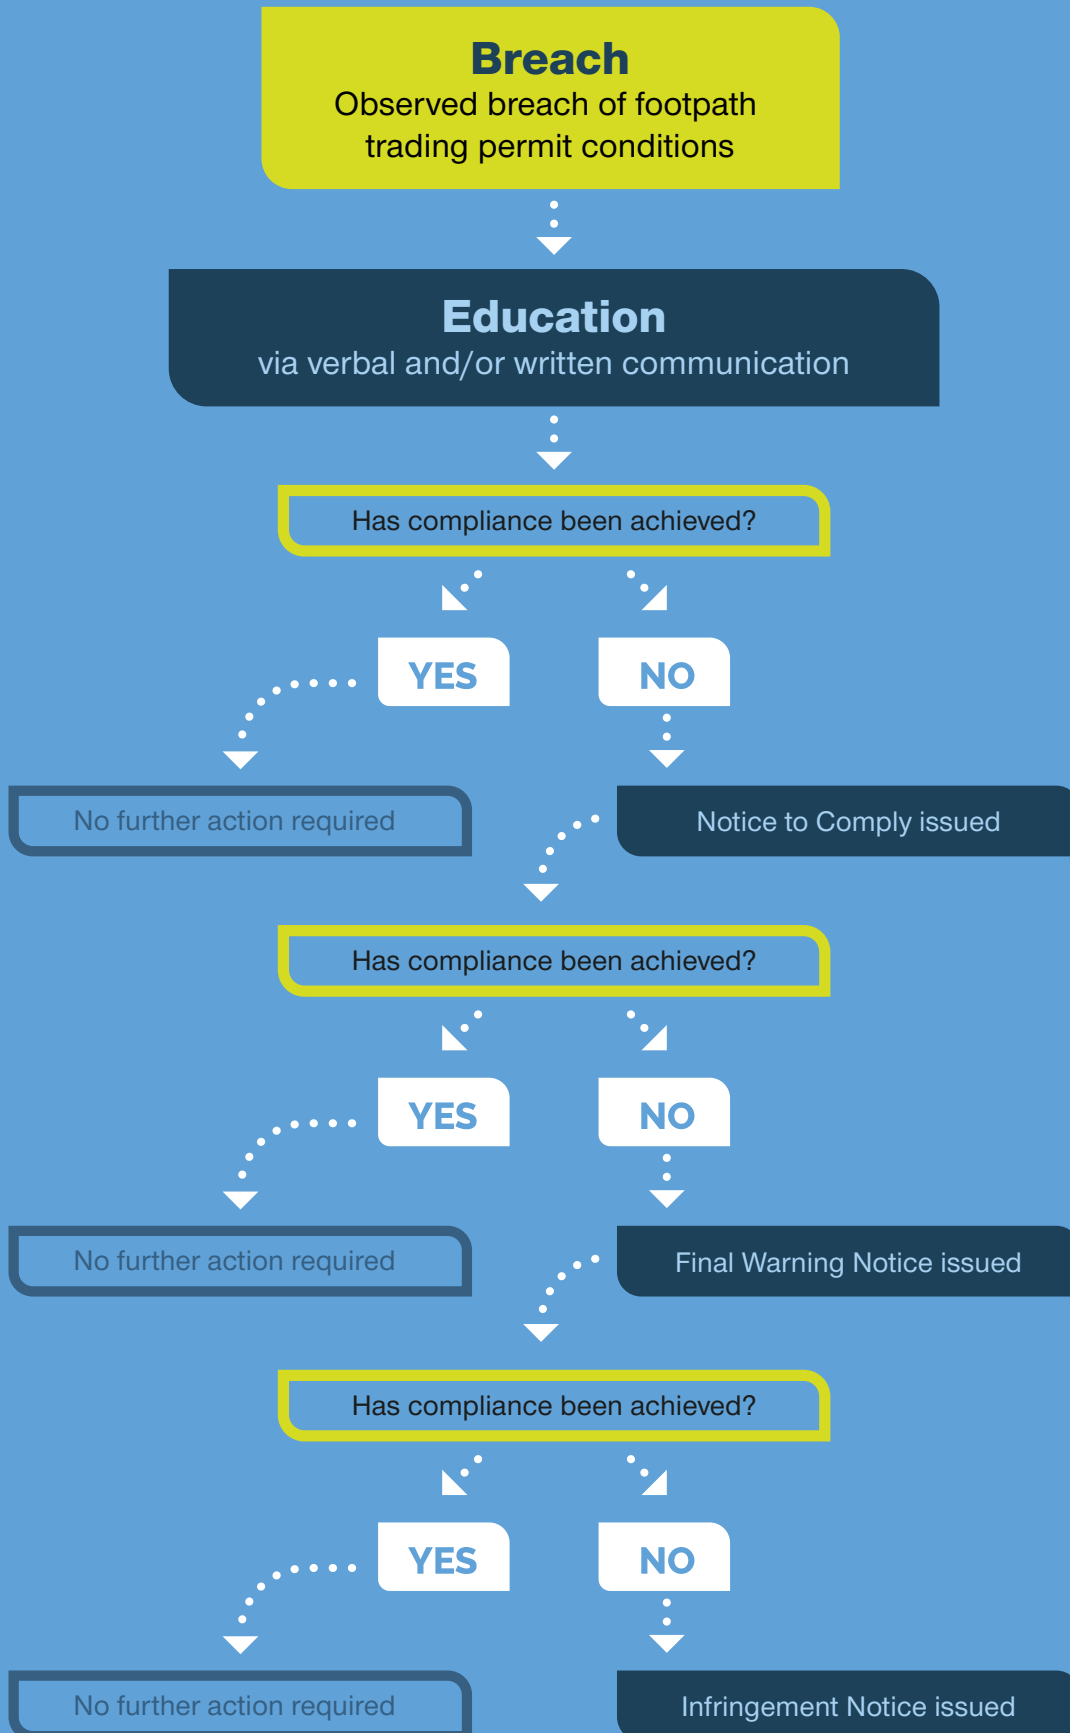 Breach
Observed breach of footpath
trading permit conditions
Education
via verbal and/or written communication
Has compliance been achieved?
YES
NO
No further action required
Notice to Comply issued
Has compliance been achieved?
YES
NO
No further action required
Final Warning Notice issued
Has compliance been achieved?
YES
NO
No further action required
Infringement Notice issued